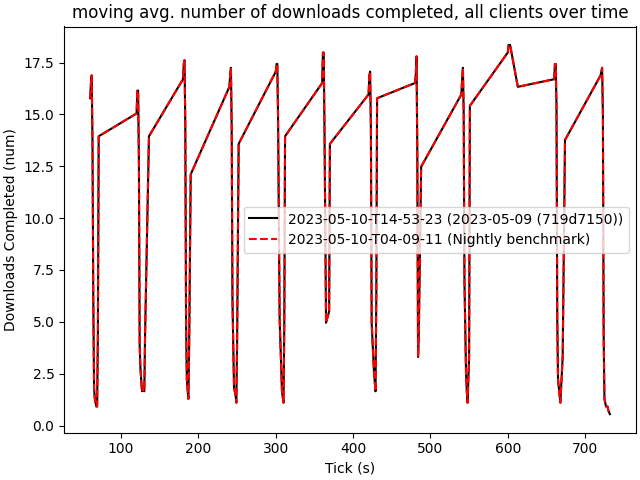 moving avg. number of downloads completed, all clients over time
Downloads Completed (num)
17.5
15.0
12.5
10.0
7.5
5.0
2.5
0.0
2023-05-10-T14-53-23 (2023-05-09 (719d7150))
2023-05-10-T04-09-11 (Nightly benchmark)
100 200 300 400 500 600 700
Tick (s)